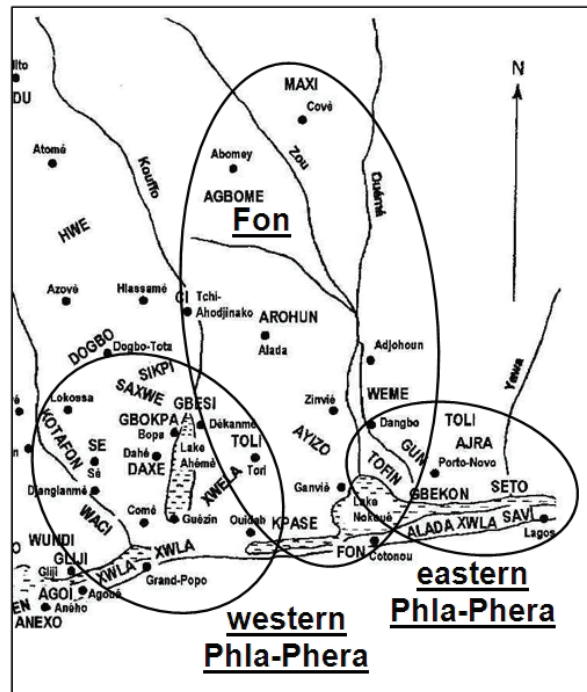 MAXI
Covè
N
lto
DU
Atomé
Kouffo
Abomey
Zou
Ouémé
AGBOME
Fon
HWE
Azovè
Hlassamé
CI
Tchi-
Ahodjinako
AROHUN
Alada
DOGBO
Dogbo-Tota
Adjohoun
Yewa
SIKPI
SAXWE
Lokossa
GBESI
Zinvié
WEME
GBOKPA
Dékanmè
Dangbo
TOLI
KOTAFON
Bopa
Lake
Ahémé
TOLI
AYIZO
GUN
AJRA
SE
Dahé
Sè
DAXE
Tori
TOFIN
Porto-Novo
Djanglanmè
XWELA
Ganvié
GBEKON
SETO
WACI
Comè
Guézin
Ouidah
KPASE
Lake
Nokoué
ALADA
XWLA
SAVI
WUNDI
XWLA
FON
Cotonou
Lagos
GLIJI
Gliji
XWLA
Grand-Popo
AGOI
Agoué
EN
Aného
ANEXO
western
Phla-Phera
eastern
Phla-Phera